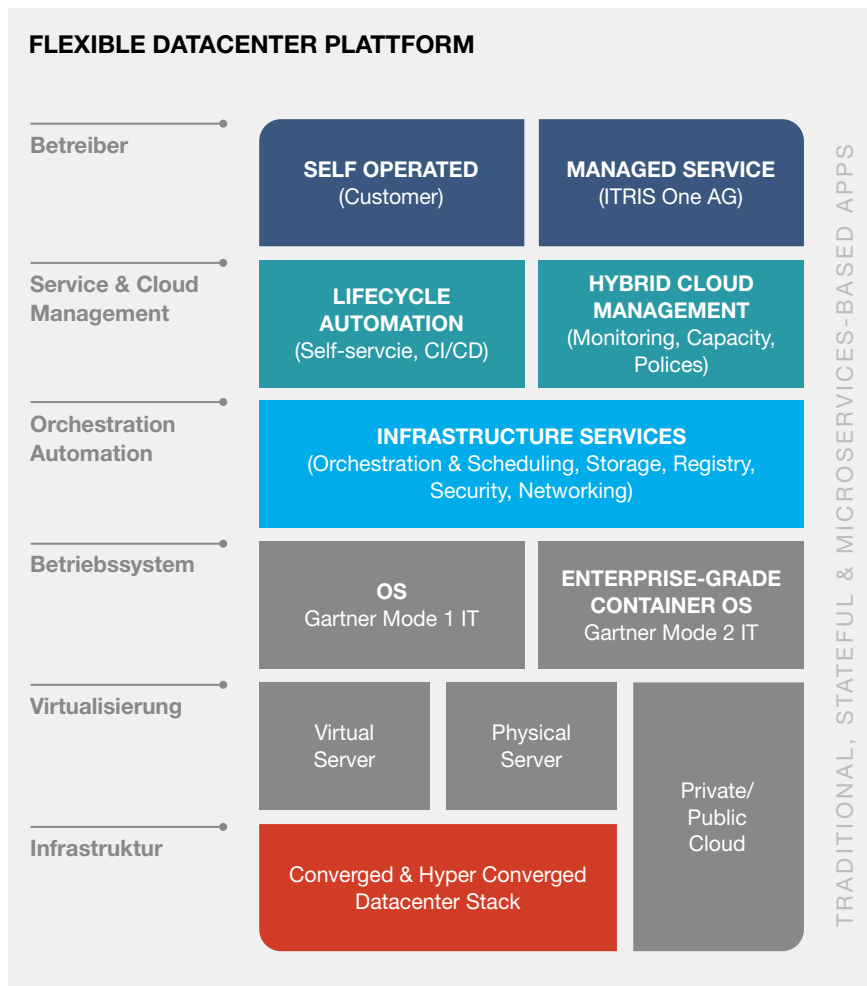 FLEXIBLE DATACENTER PLATTFORM
Betreiber
SELF OPERATED
(Customer)
MANAGED SERVICE
(ITRIS One AG)
Service & Cloud
Management
LIFECYCLE
AUTOMATION
(Self-servcie, CI/CD)
HYBRID CLOUD
MANAGEMENT
(Monitoring, Capacity,
Polices)
Orchestration
Automation
INFRASTRUCTURE SERVICES
(Orchestration & Scheduling, Storage, Registry,
Security, Networking)
Betriebssystem
OS
Gartner Mode 1 IT
ENTERPRISE-GRADE
CONTAINER OS
Gartner Mode 2 IT
Virtualisierung
Virtual
Server
Physical
Server
Private/
Public
Cloud
Infrastruktur
Converged & Hyper Converged
Datacenter Stack
TRADITIONAL, STATEFUL & MICROSERVICES-BASED APPS